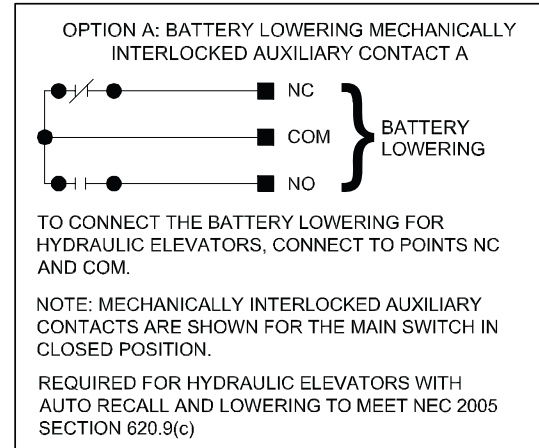 OPTION A: BATTERY LOWERING MECHANICALLY
INTERLOCKED AUXILIARY CONTACT A
NC
COM
NO
BATTERY
LOWERING
TO CONNECT THE BATTERY LOWERING FOR
HYDRAULIC ELEVATORS, CONNECT TO POINTS NC
AND COM.
NOTE: MECHANICALLY INTERLOCKED AUXILIARY
CONTACTS ARE SHOWN FOR THE MAIN SWITCH IN
CLOSED POSITION.
REQUIRED FOR HYDRAULIC ELEVATORS WITH
AUTO RECALL AND LOWERING TO MEET NEC 2005
SECTION 620.9(c)